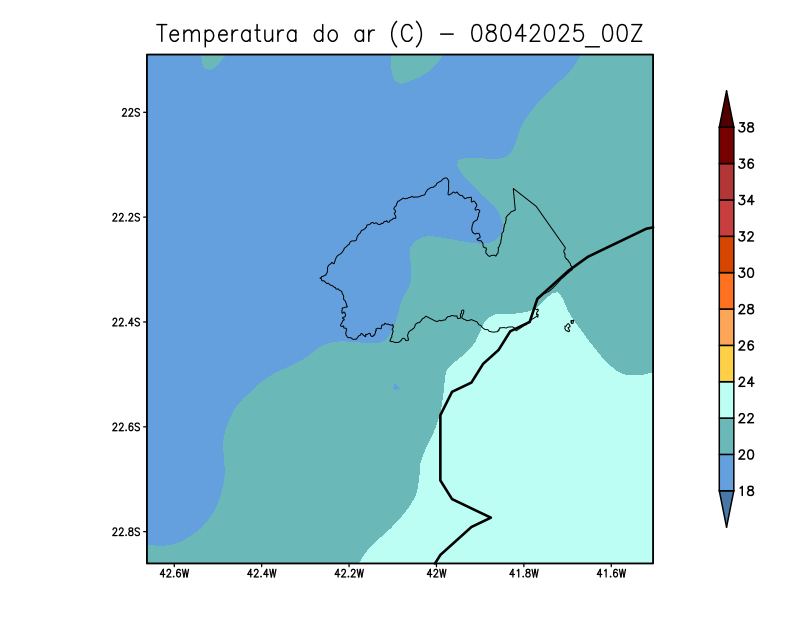 Temperatura do ar (C) - 08042025_00Z
22S
22.2S
22.4S
22.6S
22.8S
42.6W
42.4W
42.2W
42W
41.8W
41.6W
38
36
34
32
30
28
26
24
22
20
18